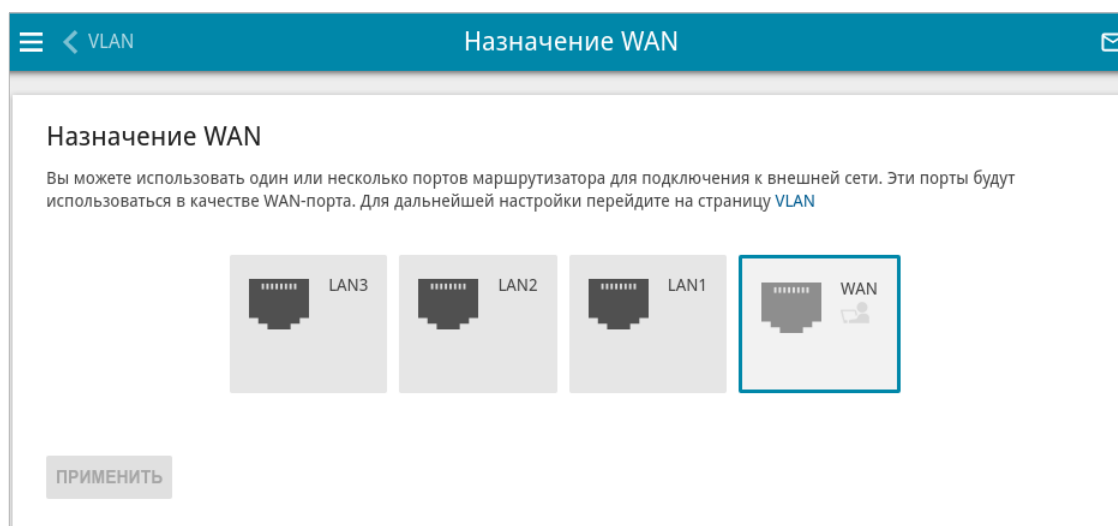 VLAN
Назначение WAN
Назначение WAN
Вы можете использовать один или несколько портов маршрутизатора для подключения к внешней сети. Эти порты будут
использоваться в качестве WAN-порта. Для дальнейшей настройки перейдите на страницу VLAN
LAN3
LAN2
LAN1
WAN
ПРИМЕНИТЬ